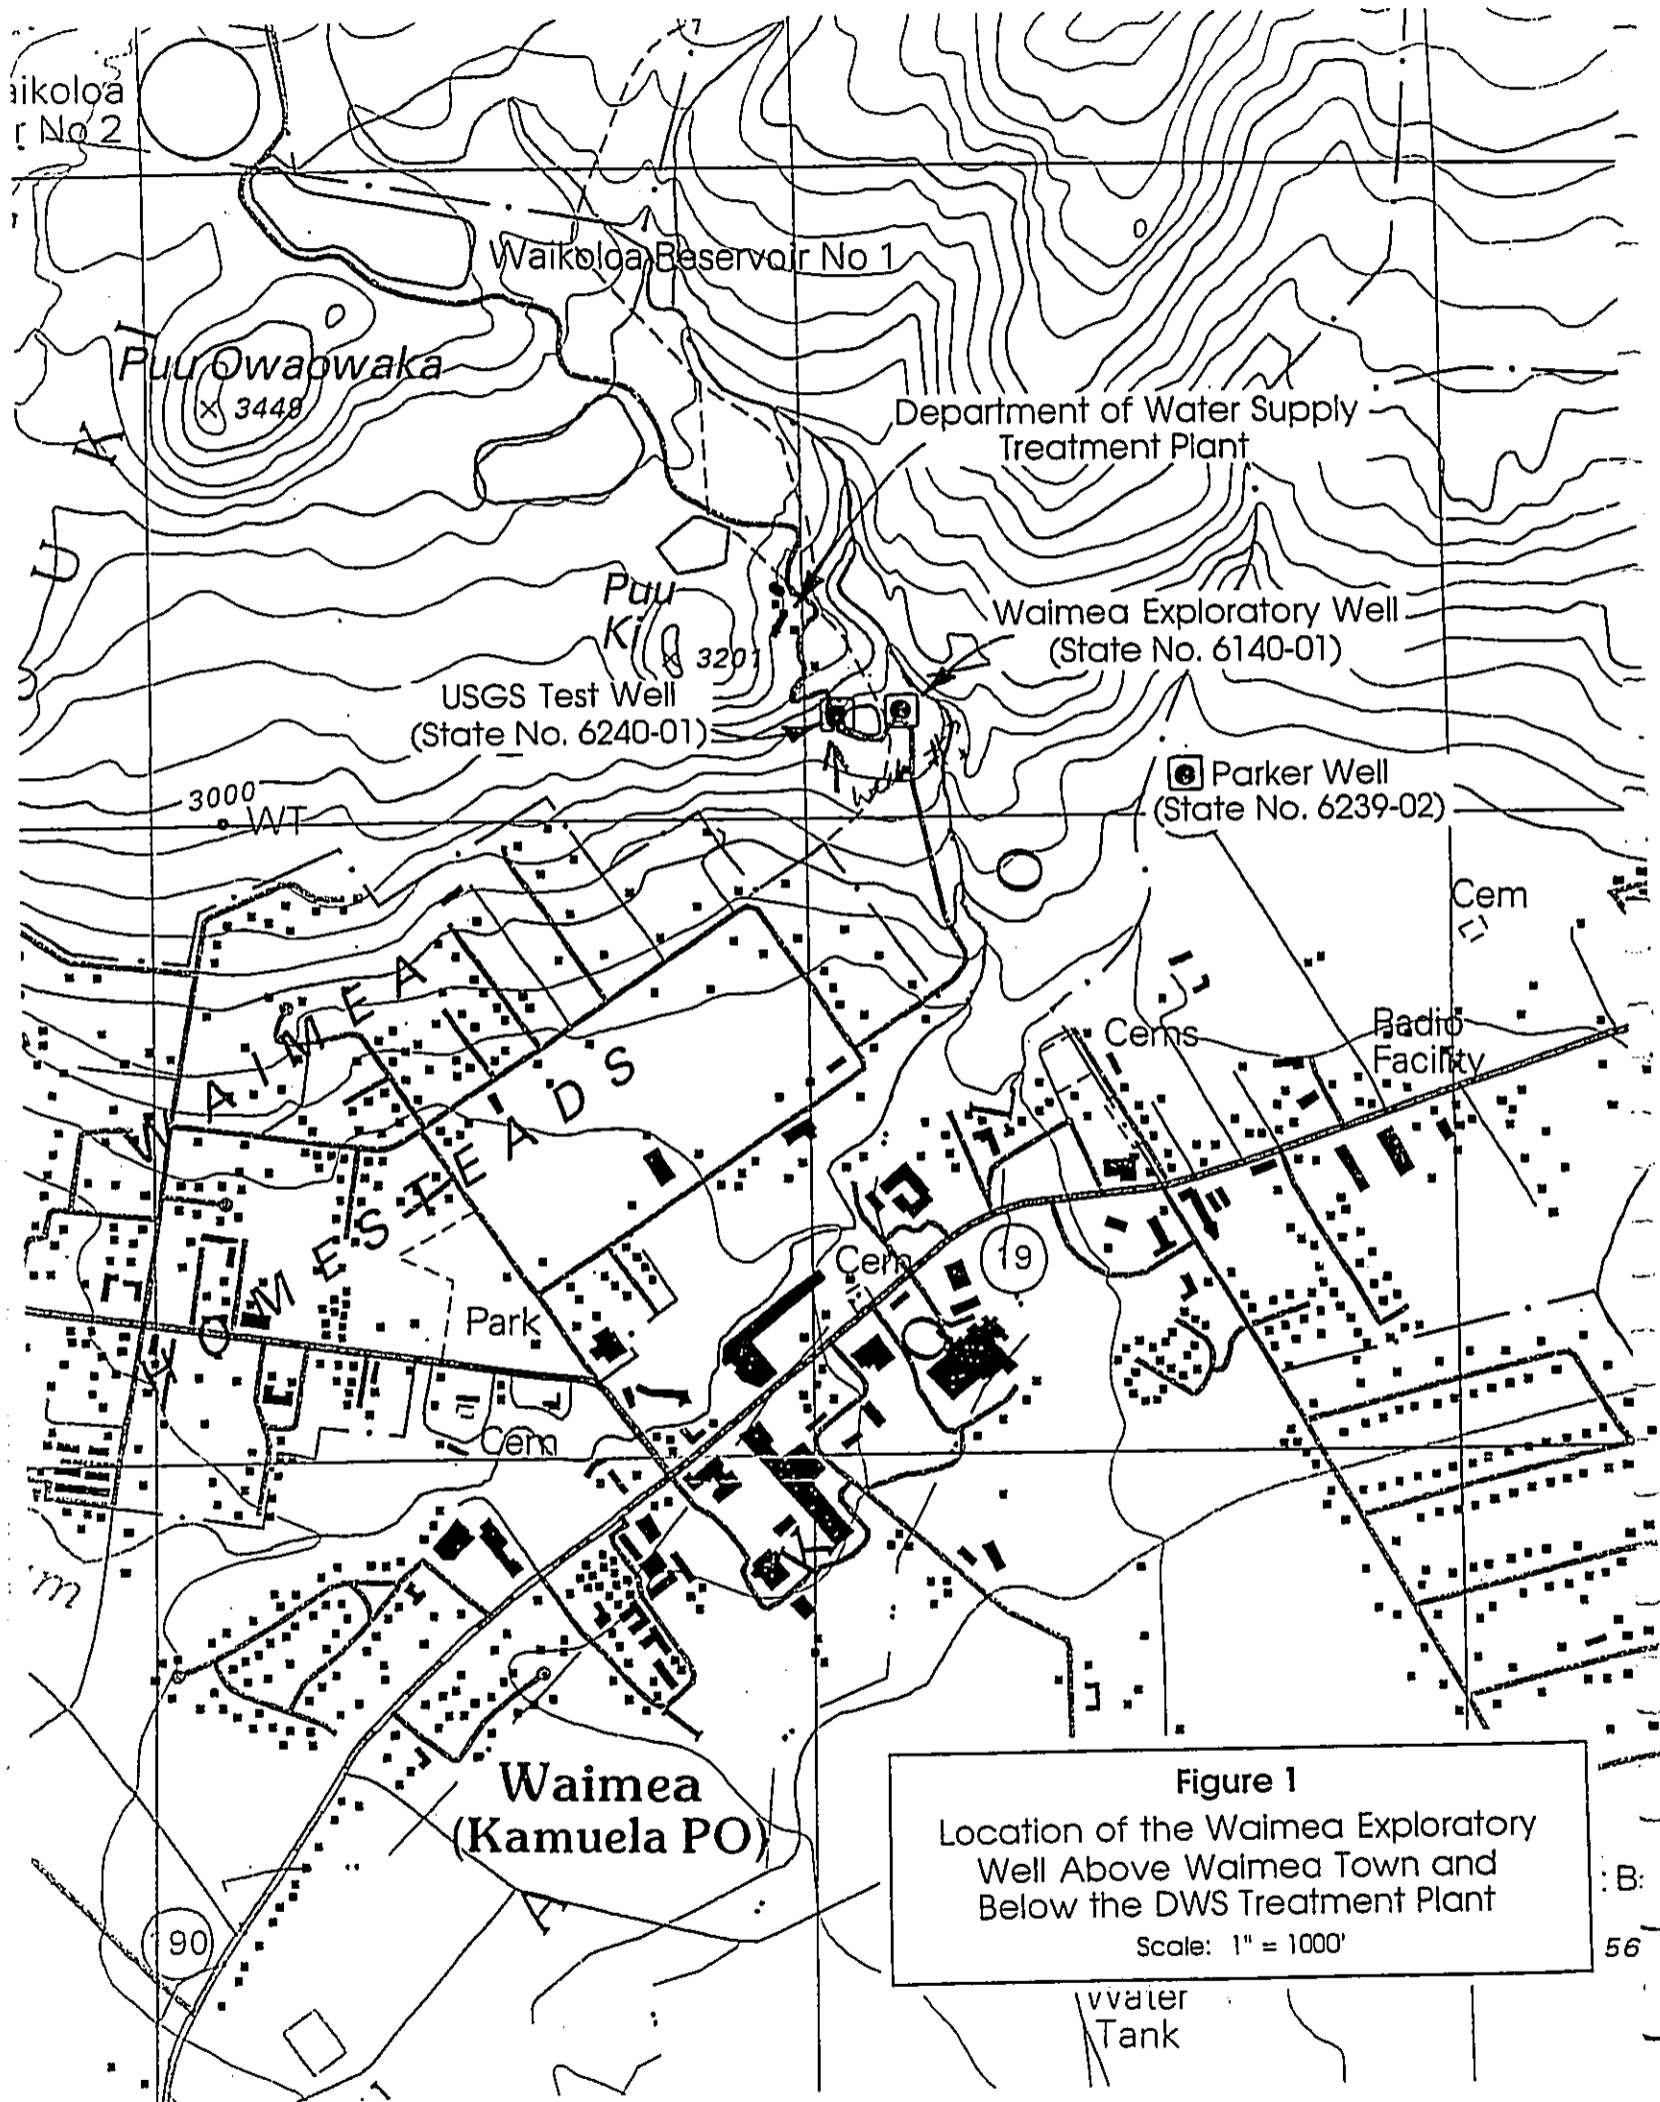 aikoloa
r No 2
Waikoloa Reservoir No 1
Puu Owaowaka
3449
Department of Water Supply
Treatment Plant
Puu
Ki
3201
Waimea Exploratory Well
(State No. 6140-01)
USGS Test Well
(State No. 6240-01)
Parker Well
(State No. 6239-02)
3000
WT
Cem
WAIMEA
HOMESTEADS
Cems
Radio
Facility
Cem
19
Park
Cem
Waimea
(Kamuela PO)
190
Figure 1
Location of the Waimea Exploratory
Well Above Waimea Town and
Below the DWS Treatment Plant
Scale: 1" = 1000'
56
Water
Tank